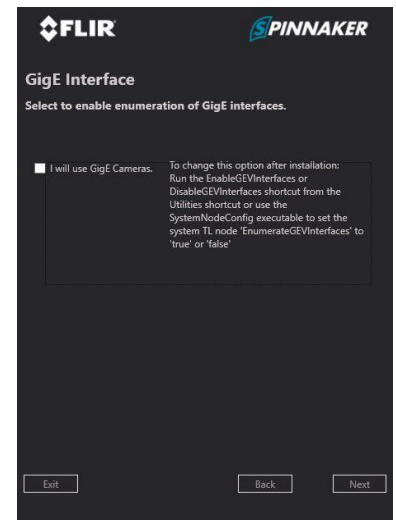 FLIR SPINNAKER
GigE Interface
Select to enable enumeration of GigE interfaces.
I will use GigE Cameras.
To change this option after installation:
Run the EnableGEVInterfaces or
DisableGEVInterfaces shortcut from the
Utilities shortcut or use the
SystemNodeConfig executable to set the
system TL node 'EnumerateGEVInterfaces' to
'true' or 'false'
Exit Back Next